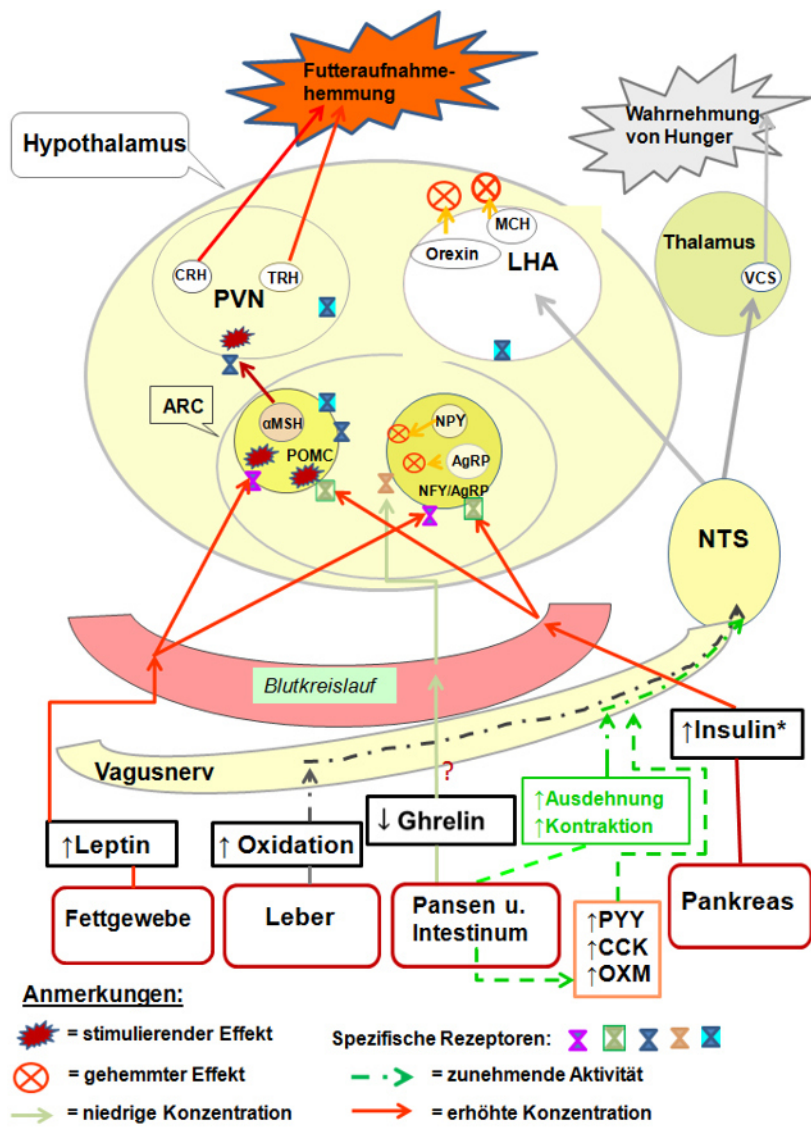 Futteraufnahme-
hemmung
Wahrnehmung
von Hunger
Hypothalamus
Thalamus
MCH
Orexin
LHA
VCS
CRH
TRH
PVN
ARC
αMSH
POMC
NPY
AgRP
NFY/AgRP
NTS
Blutkreislauf
Vagusnerv
?
↑Insulin*
↑Ausdehnung
↑Kontraktion
↓ Ghrelin
↑Leptin
↑ Oxidation
Fettgewebe
Leber
Pansen u.
Intestinum
↑PYY
↑CCK
↑OXM
Pankreas
Anmerkungen:
= stimulierender Effekt
Spezifische Rezeptoren:
= gehemmter Effekt
= zunehmende Aktivität
= niedrige Konzentration
= erhöhte Konzentration